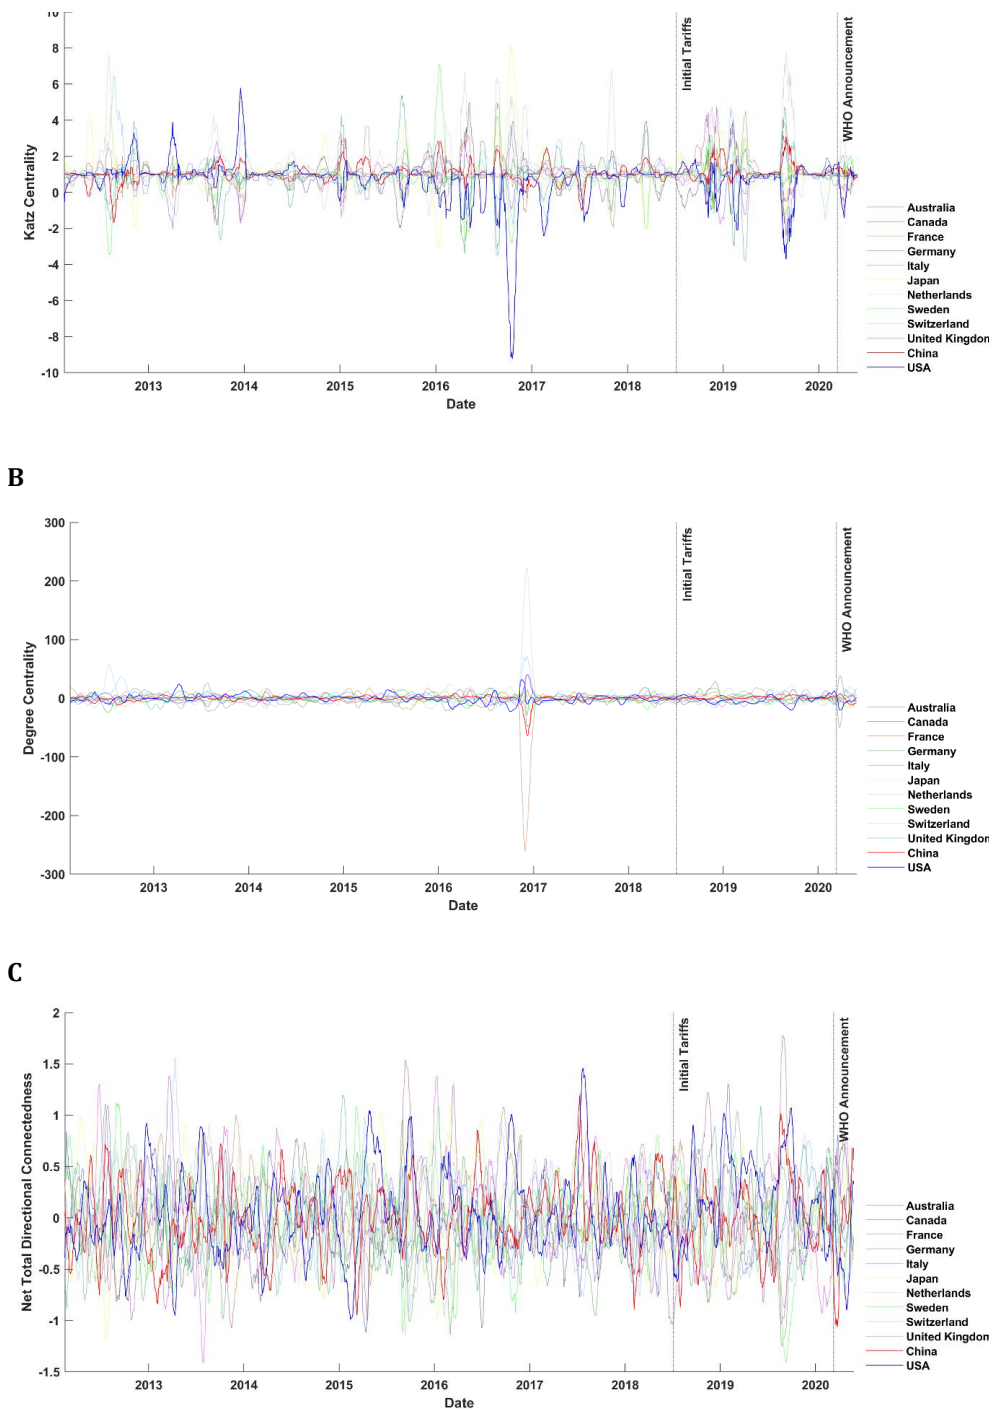 10
8
6
4
2
0
-2
-4
-6
-8
-10
Katz Centrality
2013 2014 2015 2016 2017 2018 2019 2020
Date
Initial Tariffs
WHO Announcement
Australia
Canada
France
Germany
Italy
Japan
Netherlands
Sweden
Switzerland
United Kingdom
China
USA
B
300
200
100
0
-100
-200
-300
Degree Centrality
2013 2014 2015 2016 2017 2018 2019 2020
Date
Initial Tariffs
WHO Announcement
Australia
Canada
France
Germany
Italy
Japan
Netherlands
Sweden
Switzerland
United Kingdom
China
USA
C
2
1.5
1
0.5
0
-0.5
-1
-1.5
Net Total Directional Connectedness
2013 2014 2015 2016 2017 2018 2019 2020
Date
Initial Tariffs
WHO Announcement
Australia
Canada
France
Germany
Italy
Japan
Netherlands
Sweden
Switzerland
United Kingdom
China
USA